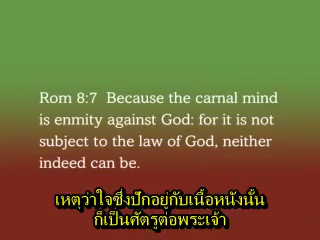 Rom 8:7  Because the carnal mind
is enmity against God: for it is not
subject to the law of God, neither
indeed can be.
เหตุว่าใจซึ่งปักอยู่กับเนื้อหนังนั้น
ก็เป็นศัตรูต่อพระเจ้า